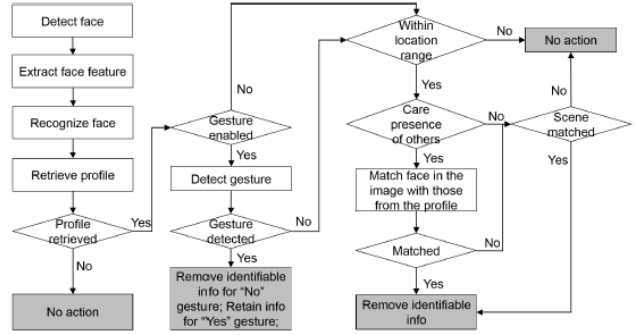 Detect face
Extract face feature
Recognize face
Retrieve profile
Profile
retrieved
Yes
No
No action
No
Gesture
enabled
Yes
Detect gesture
Gesture
detected
No
Yes
Remove identifiable
info for “No”
gesture; Retain info
for “Yes” gesture;
Within
location
range
No
Yes
Care
presence
of others
No
Yes
Match face in the
image with those
from the profile
Matched
No
Yes
Remove identifiable
info
No action
No
Scene
matched
Yes